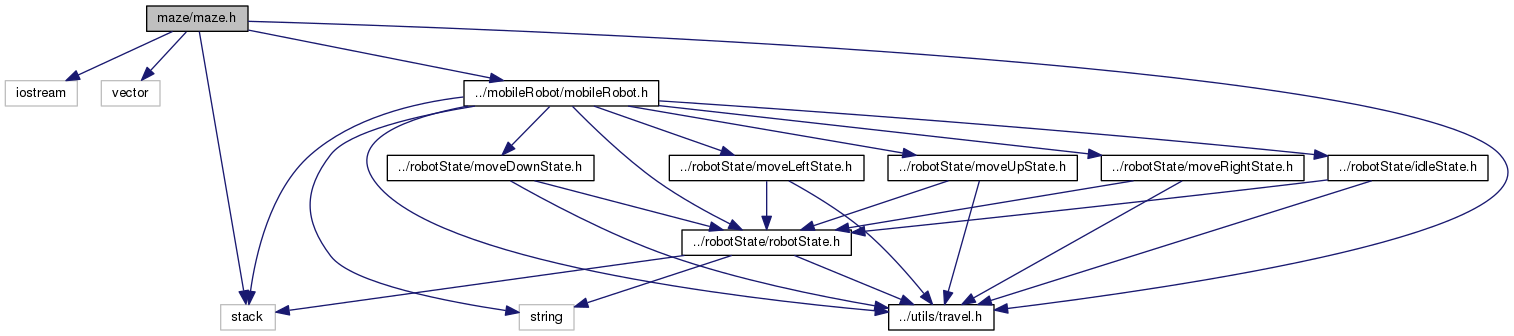 maze/maze.h
iostream
vector
../mobileRobot/mobileRobot.h
../robotState/moveDownState.h
../robotState/moveLeftState.h
../robotState/moveUpState.h
../robotState/moveRightState.h
../robotState/idleState.h
../robotState/robotState.h
stack
string
../utils/travel.h